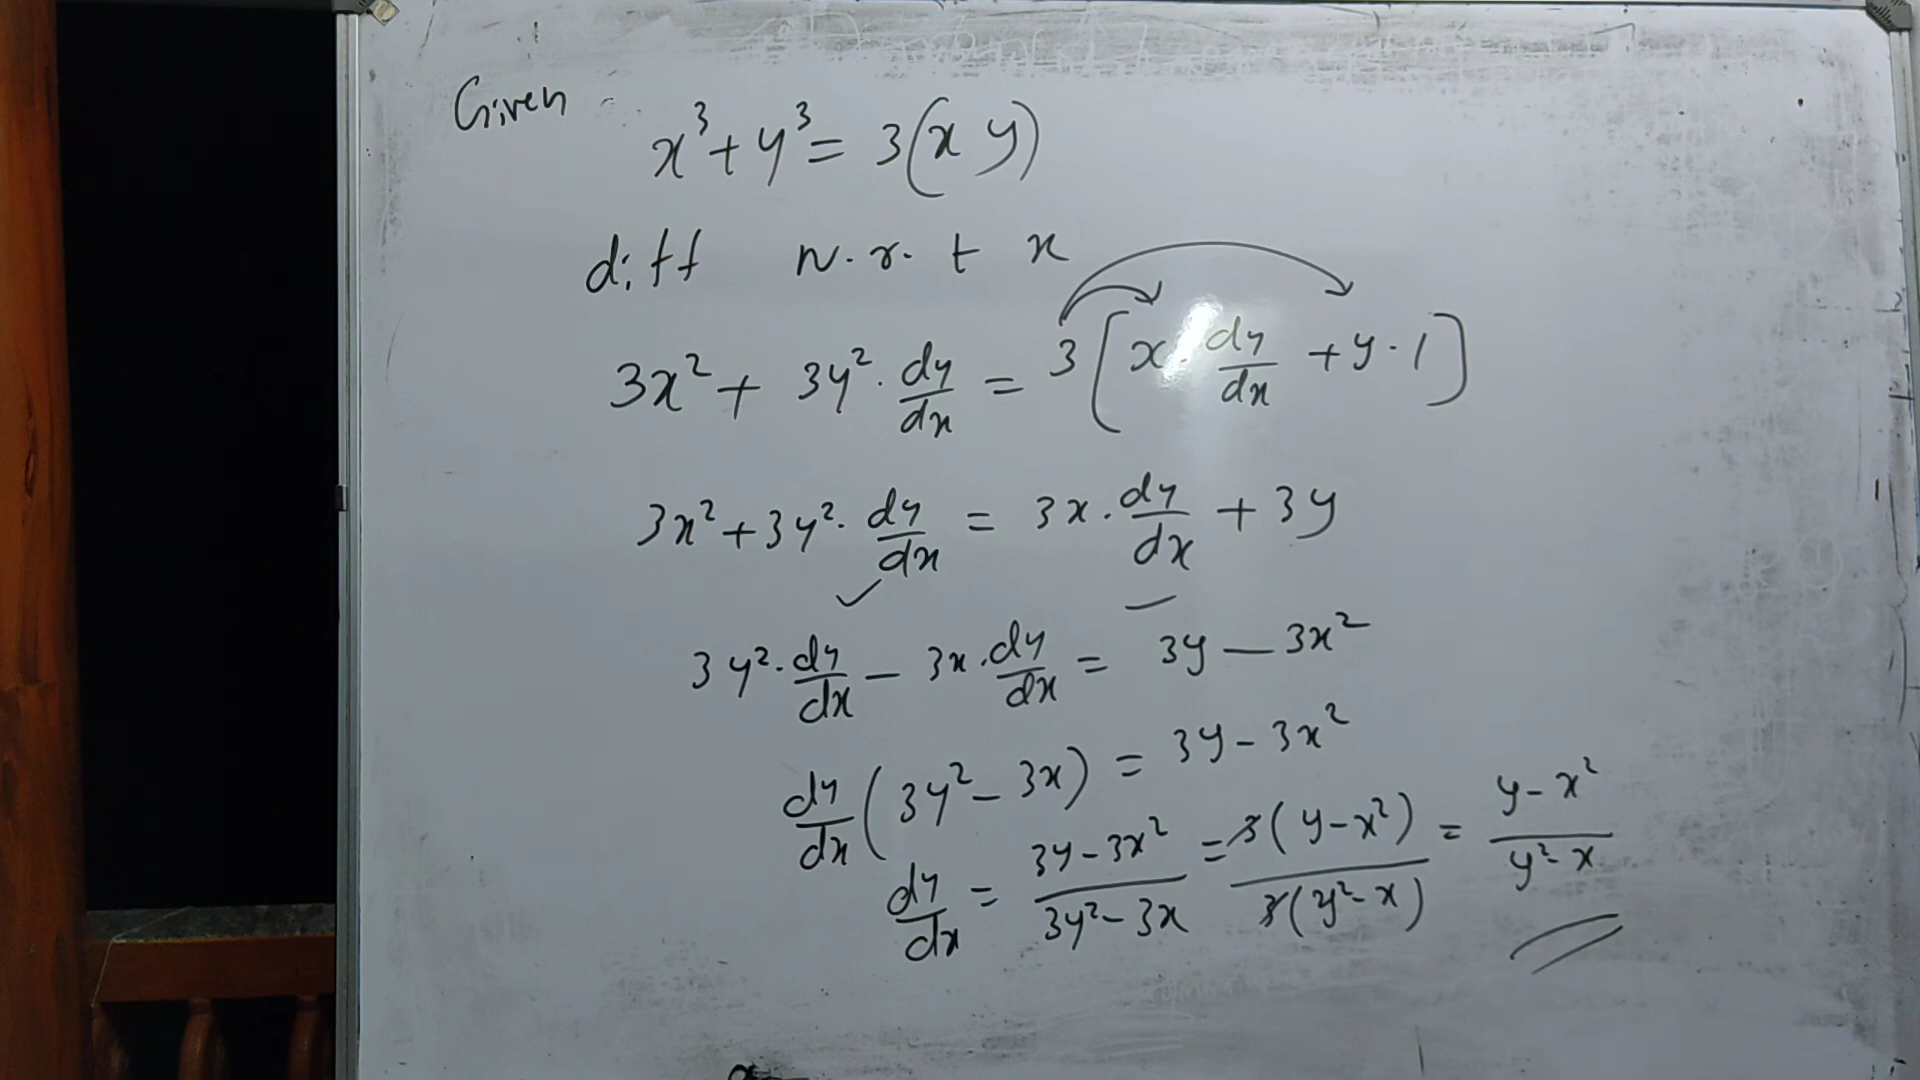 Given
x³ + y³ = 3(x y)
diff w.r.t x
3x² + 3y² · dy/dx = 3[x · dy/dx + y · 1]
3x² + 3y² · dy/dx = 3x · dy/dx + 3y
3y² · dy/dx — 3x · dy/dx = 3y — 3x²
dy/dx (3y² – 3x) = 3y – 3x²
dy/dx = 3y – 3x² / 3y² – 3x = 3(y – x²) / 3(y² – x) = y – x² / y² – x